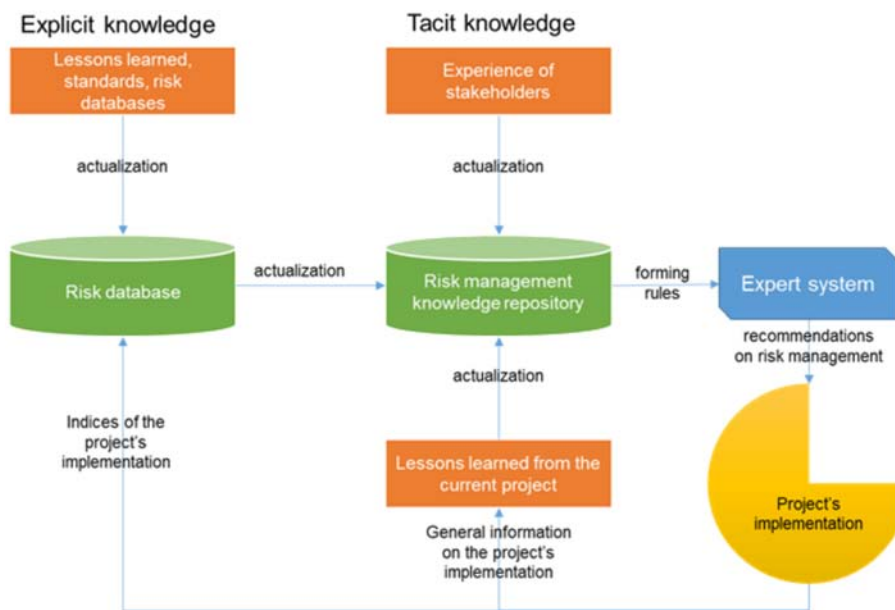 Explicit knowledge
Tacit knowledge
Lessons learned,
standards, risk
databases
Experience of
stakeholders
actualization
actualization
Risk database
actualization
Risk management
knowledge repository
forming
rules
Expert system
recommendations
on risk management
actualization
Indices of the
project's
implementation
Lessons learned from the
current project
Project's
implementation
General information
on the project's
implementation